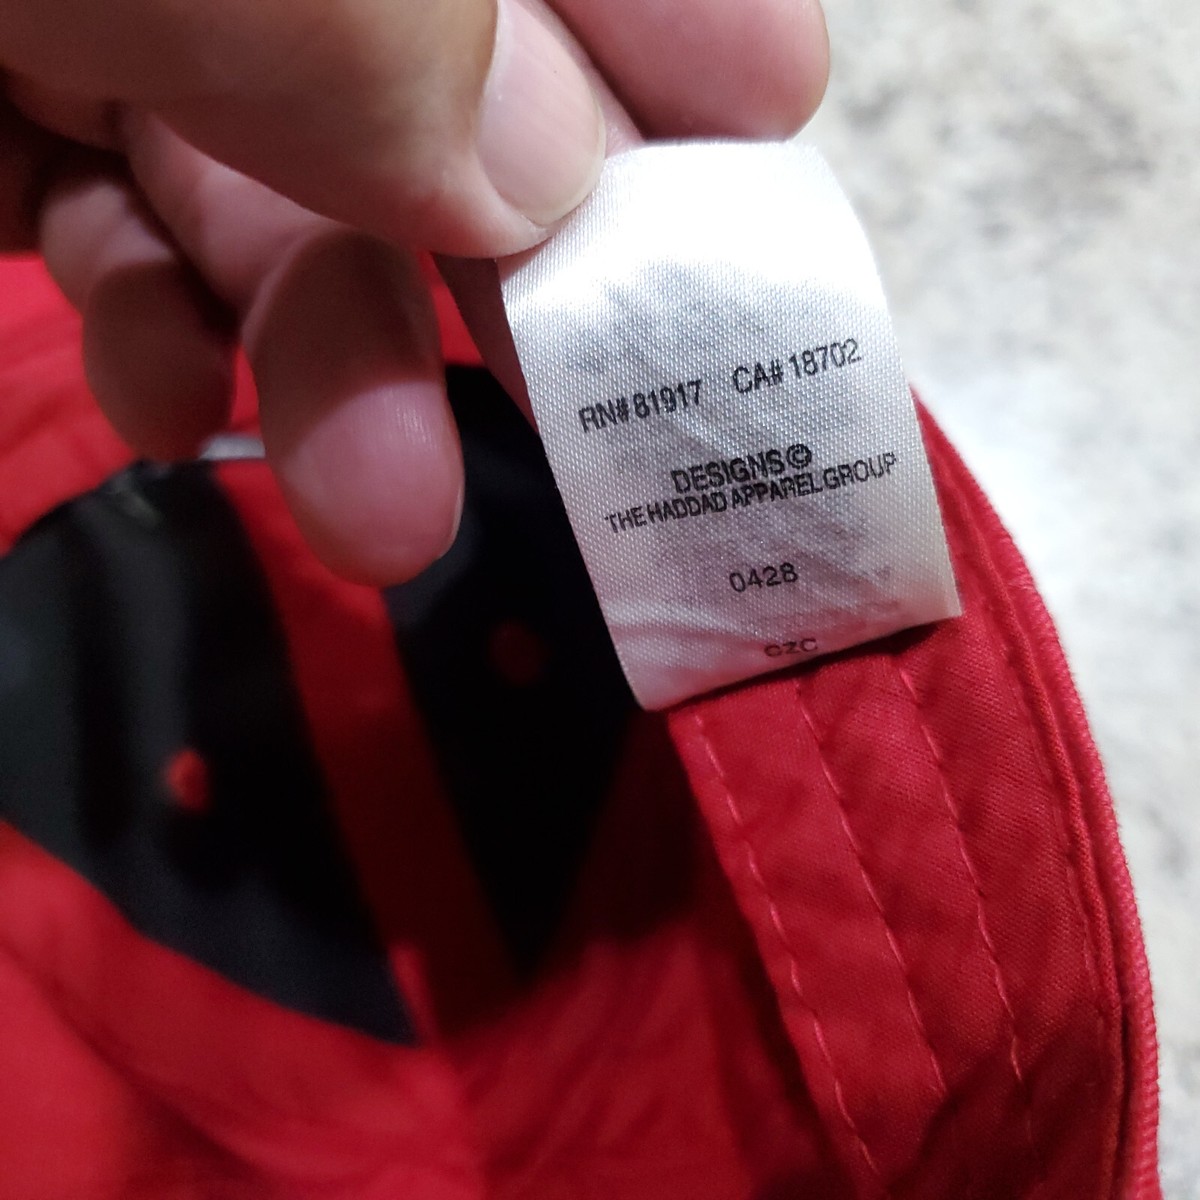 RN# 81917 CA# 18702
DESIGNS ©
THE HADDAD APPAREL GROUP
0428
CZC